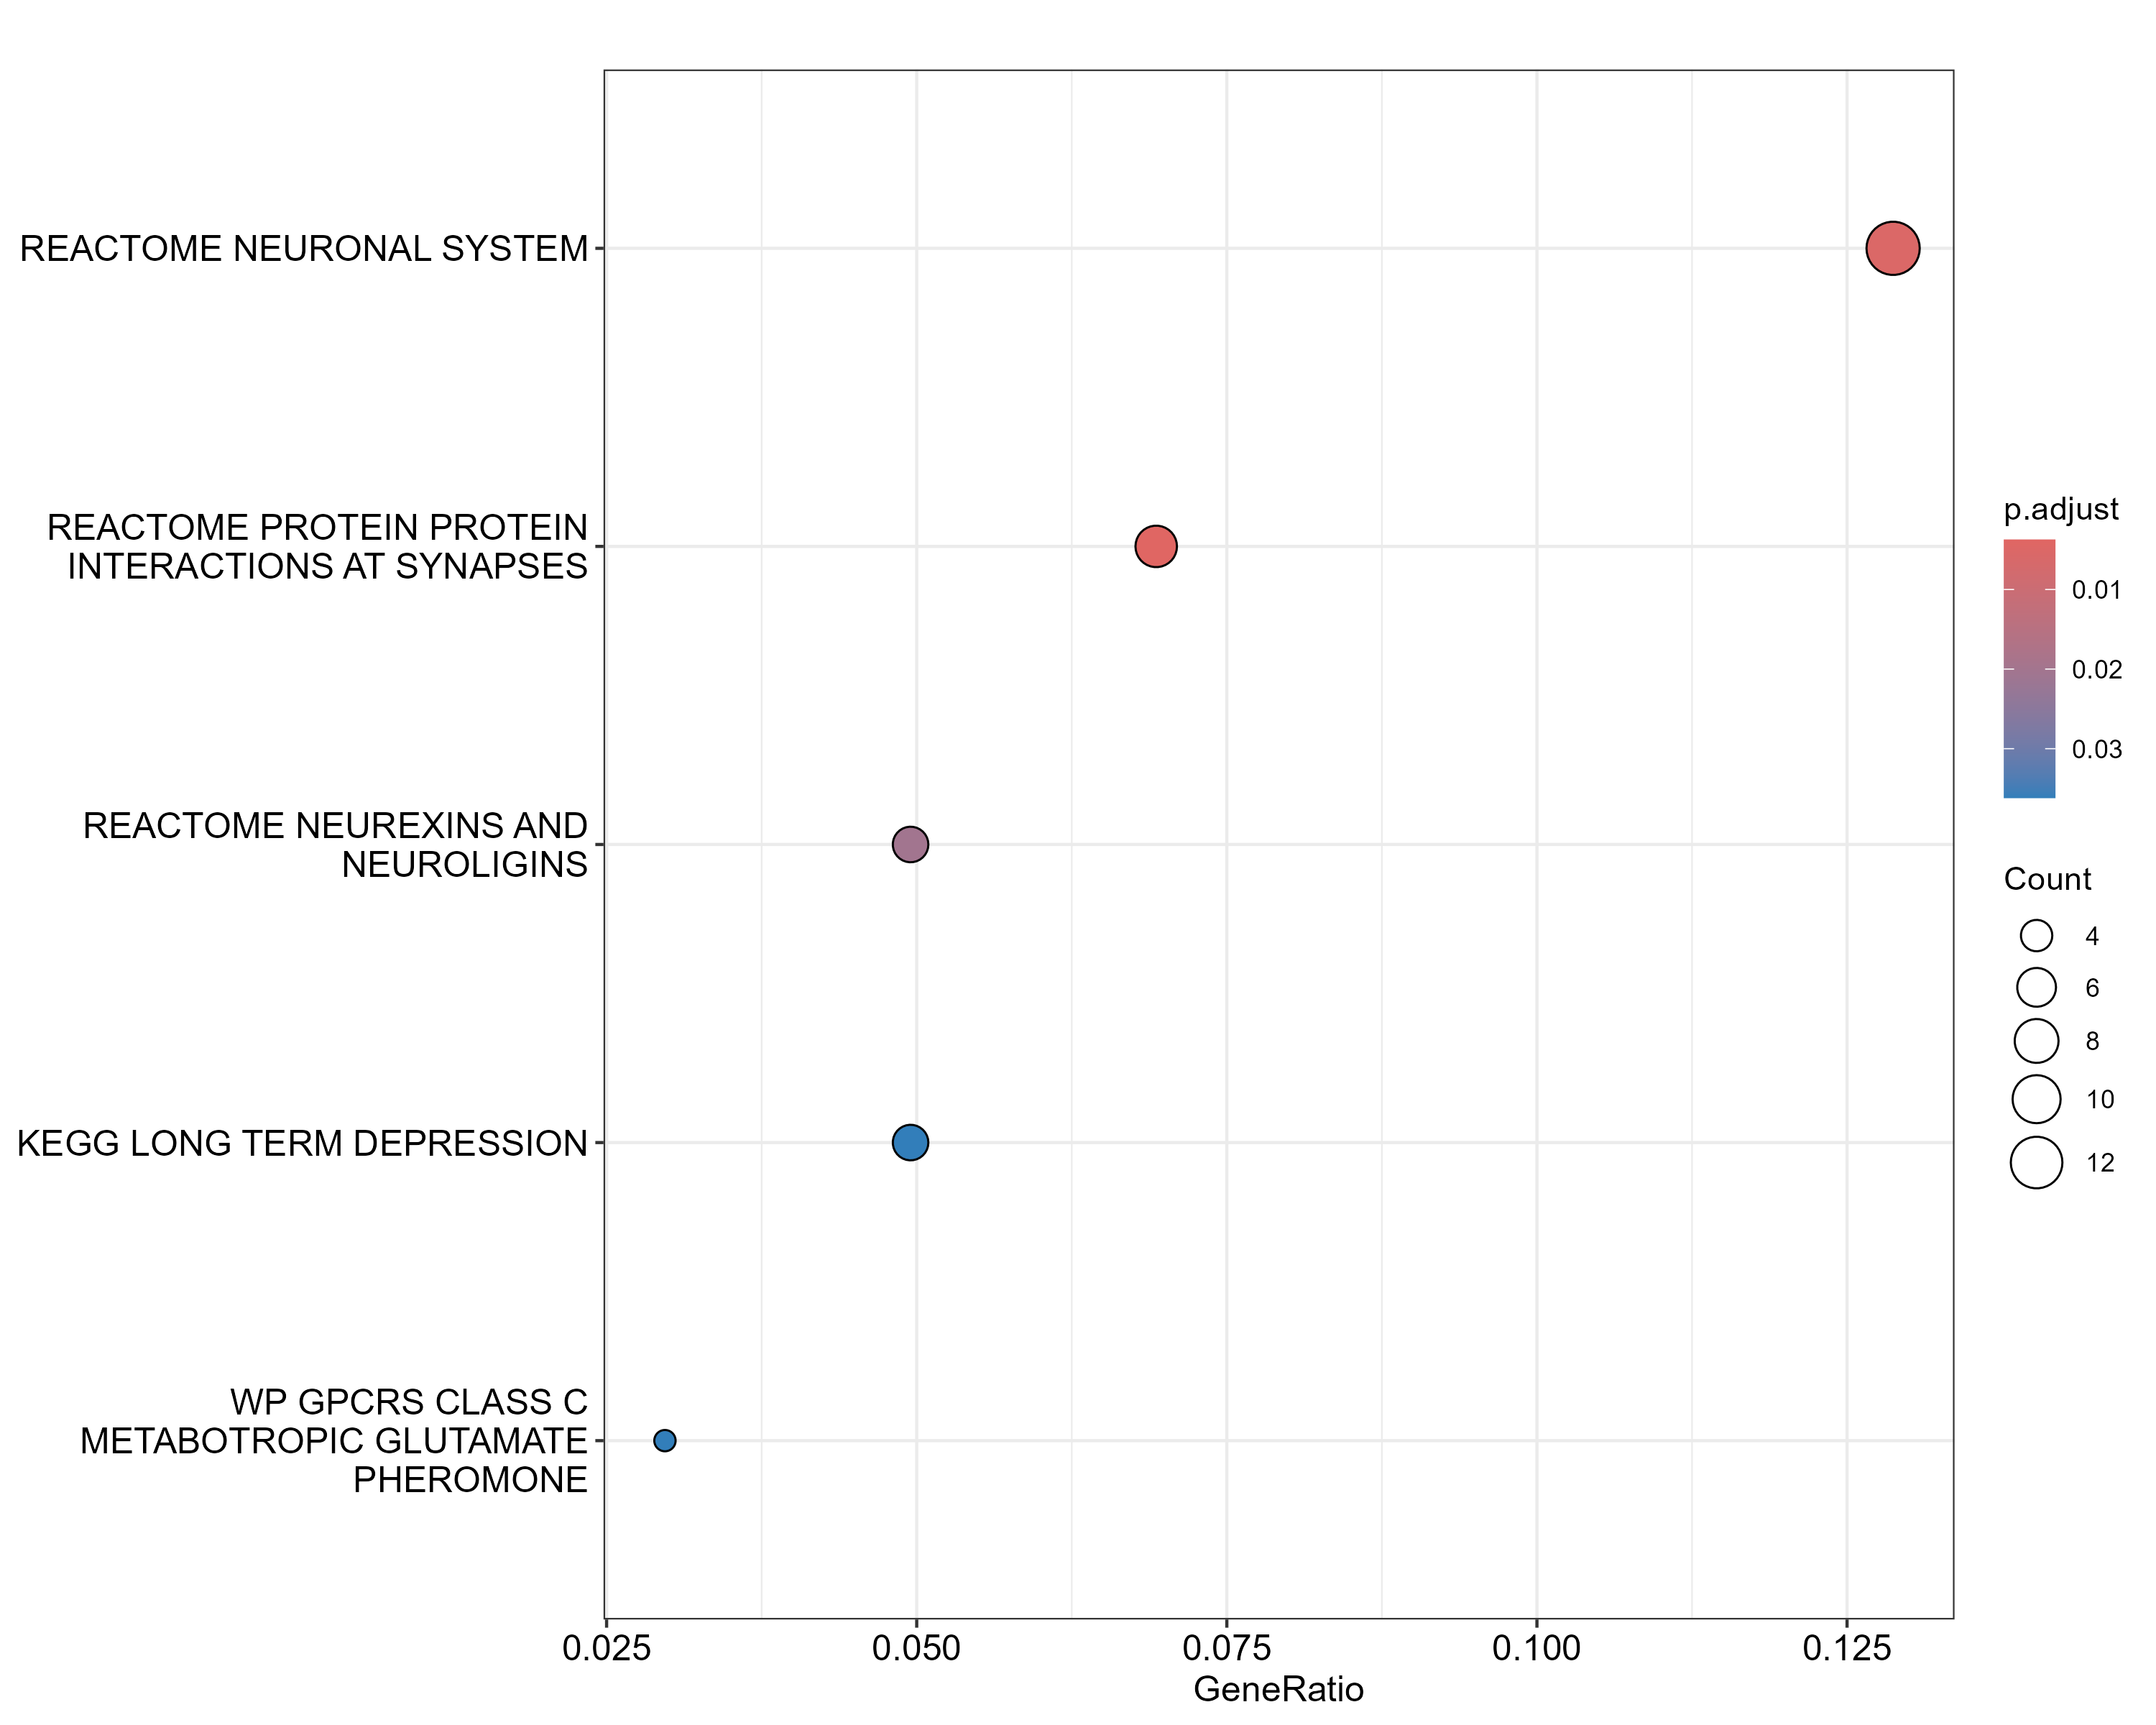 REACTOME NEURONAL SYSTEM
REACTOME PROTEIN PROTEIN
INTERACTIONS AT SYNAPSES
REACTOME NEUREXINS AND
NEUROLIGINS
KEGG LONG TERM DEPRESSION
WP GPCRS CLASS C
METABOTROPIC GLUTAMATE
PHEROMONE
0.025 0.050 0.075 0.100 0.125
GeneRatio
p.adjust
0.01
0.02
0.03
Count
4
6
8
10
12